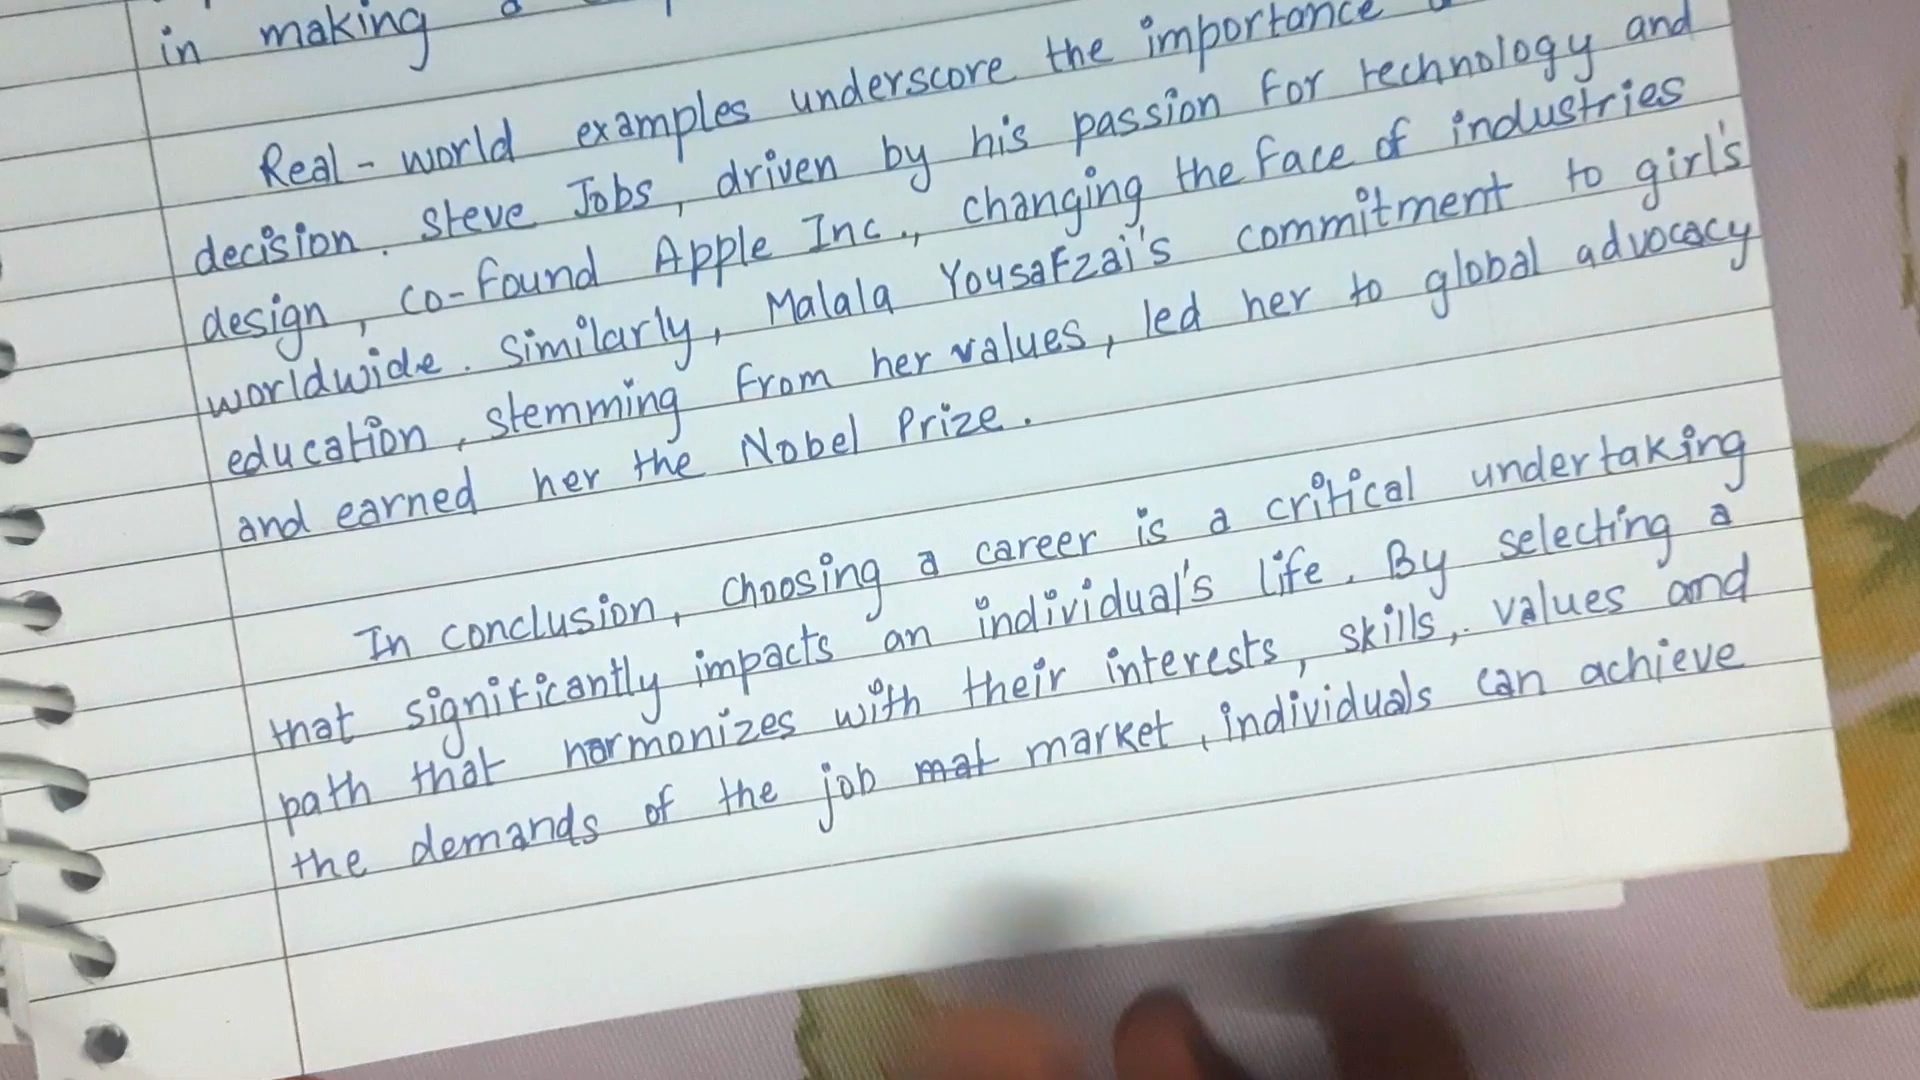 in making a
Real - world examples underscore the importance
decision. Steve Jobs, driven by his passion for technology and
design, co-found Apple Inc., changing the face of industries
worldwide. Similarly, Malala Yousafzai's commitment to girl's
education, stemming from her values, led her to global advocacy
and earned her the Nobel Prize.
In conclusion, choosing a career is a critical undertaking
that significantly impacts an individual's life. By selecting a
path that harmonizes with their interests, skills, values and
the demands of the job mat market, individuals can achieve